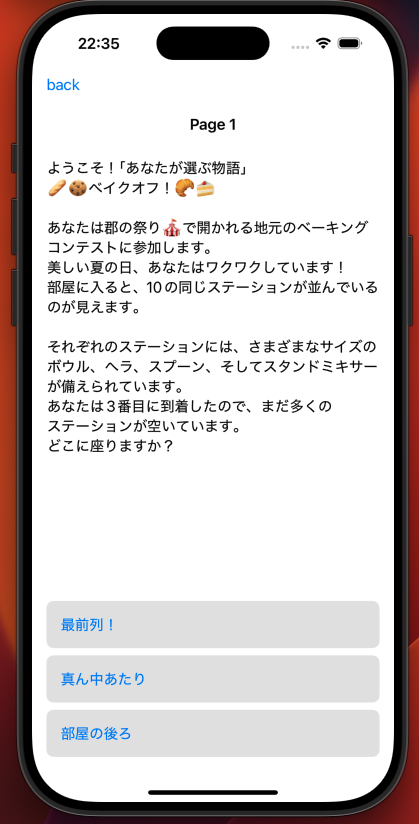 22:35
back
Page 1
ようこそ！「あなたが選ぶ物語」
🥖🍪ベイクオフ！🥐🍰
あなたは郡の祭り🎪で開かれる地元のベーキング
コンテストに参加します。
美しい夏の日、あなたはワクワクしています！
部屋に入ると、10の同じステーションが並んでいる
のが見えます。
それぞれのステーションには、さまざまなサイズの
ボウル、ヘラ、スプーン、そしてスタンドミキサー
が備えられています。
あなたは3番目に到着したので、まだ多くの
ステーションが空いています。
どこに座りますか？
最前列！
真ん中あたり
部屋の後ろ